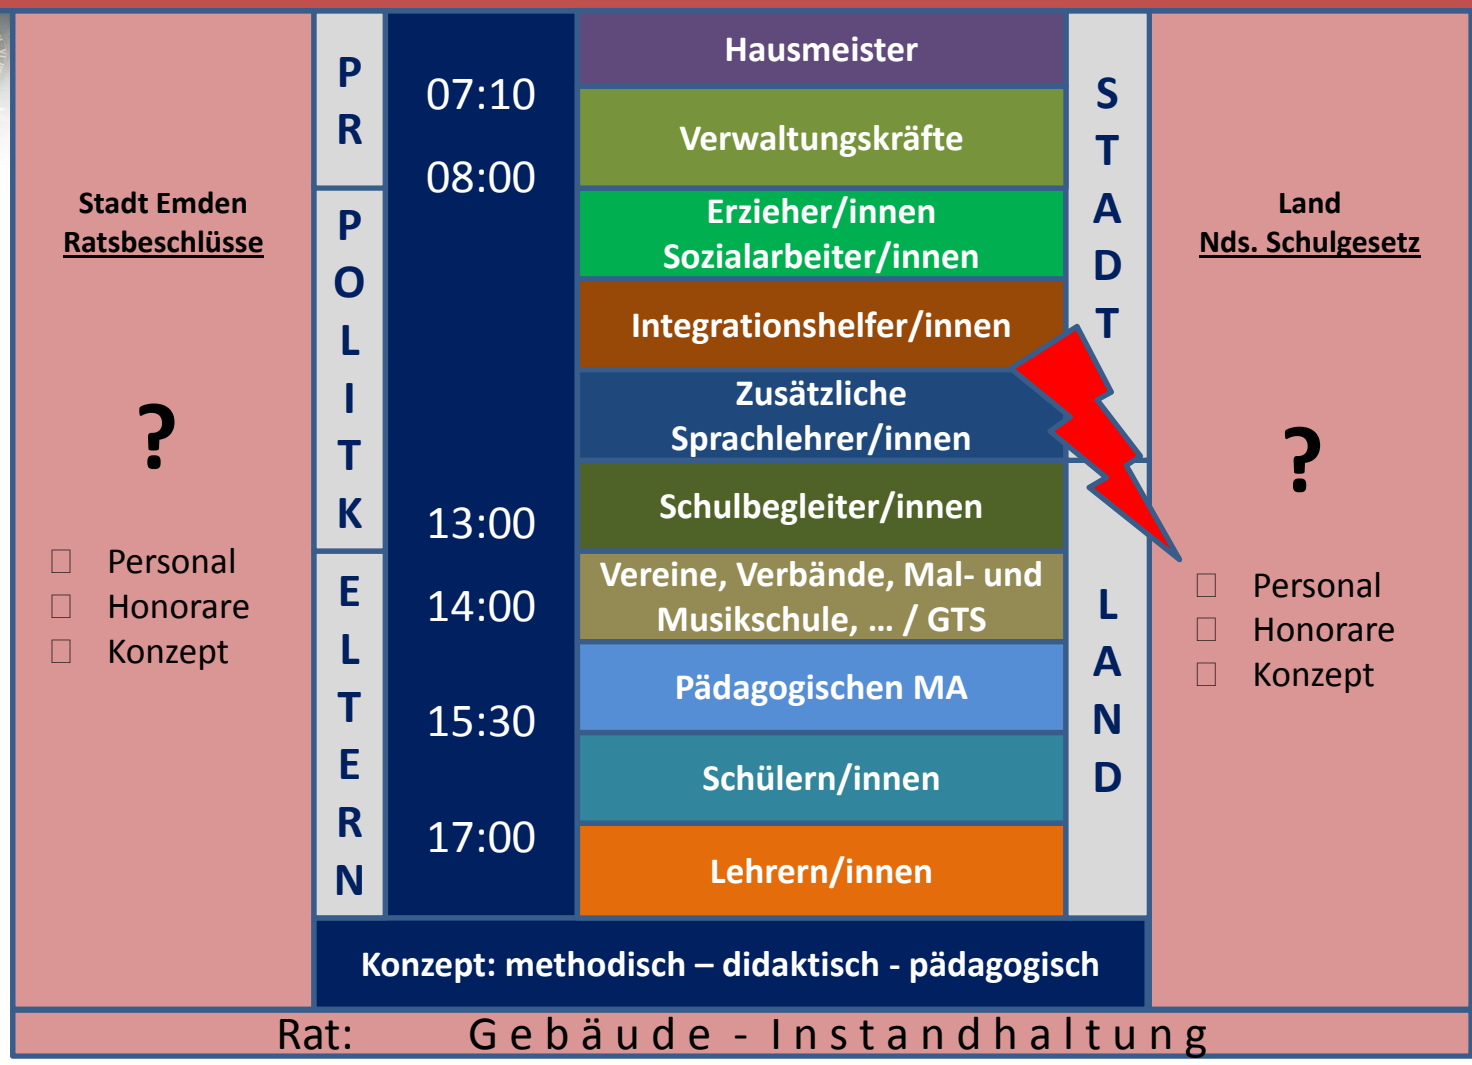 Stadt Emden
Ratsbeschlüsse
?
Personal
Honorare
Konzept
PR
POLITK
ELTERN
07:10
08:00
13:00
14:00
15:30
17:00
Hausmeister
Verwaltungskräfte
Erzieher/innen
Sozialarbeiter/innen
Integrationshelfer/innen
Zusätzliche
Sprachlehrer/innen
Schulbegleiter/innen
Vereine, Verbände, Mal- und
Musikschule, ... / GTS
Pädagogischen MA
Schülern/innen
Lehrern/innen
STADT
LAND
Land
Nds. Schulgesetz
?
Personal
Honorare
Konzept
Konzept: methodisch – didaktisch - pädagogisch
Rat: Gebäude - Instandhaltung